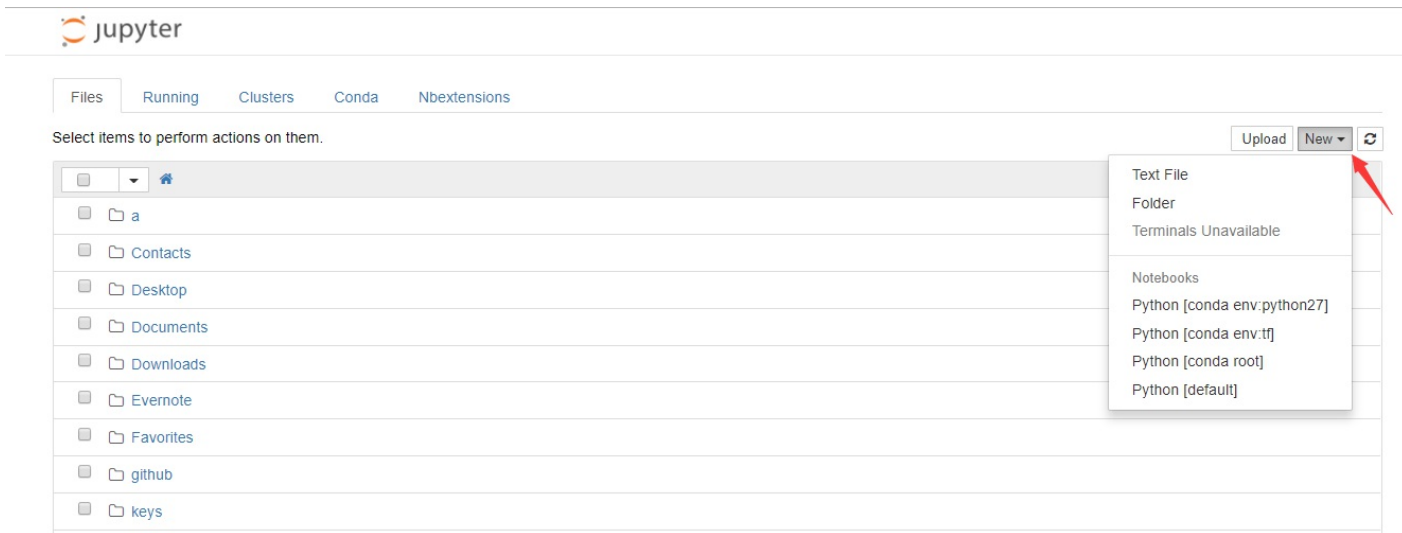 jupyter
Files Running Clusters Conda Nbextensions
Select items to perform actions on them.
Upload New
Text File
Folder
Terminals Unavailable
Notebooks
Python [conda env:python27]
Python [conda env:tf]
Python [conda root]
Python [default]
a
Contacts
Desktop
Documents
Downloads
Evernote
Favorites
github
keys